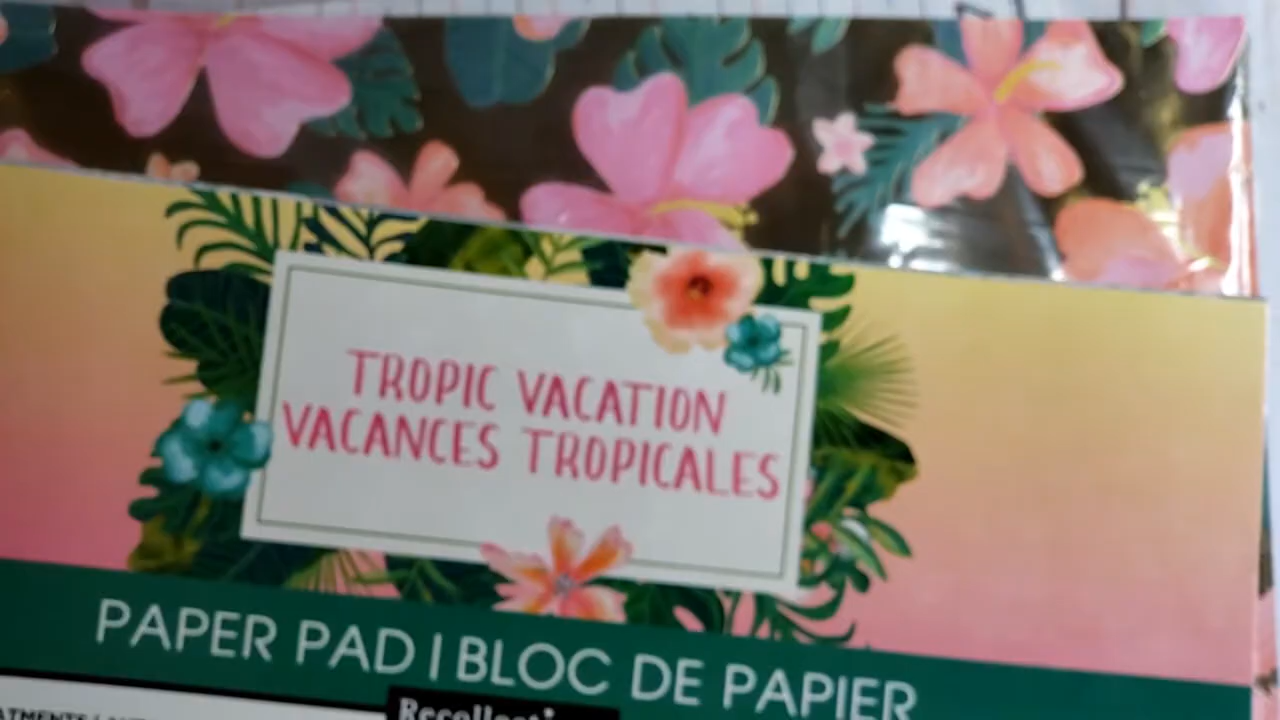 TROPIC VACATION
VACANCES TROPICALES
PAPER PAD | BLOC DE PAPIER